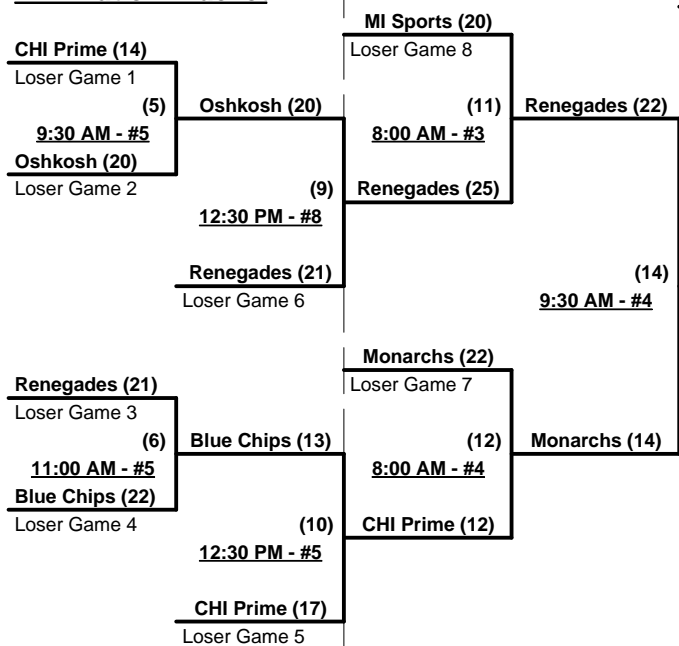 MI Sports (20)
CHI Prime (14)
Loser Game 8
Loser Game 1
(5)
Oshkosh (20)
(11)
Renegades (22)
9:30 AM - #5
8:00 AM - #3
Oshkosh (20)
Loser Game 2
(9)
Renegades (25)
12:30 PM - #8
Renegades (21)
(14)
Loser Game 6
9:30 AM - #4
Monarchs (22)
Renegades (21)
Loser Game 7
Loser Game 3
(6)
Blue Chips (13)
(12)
Monarchs (14)
11:00 AM - #5
8:00 AM - #4
Blue Chips (22)
Loser Game 4
(10)
CHI Prime (12)
12:30 PM - #5
CHI Prime (17)
Loser Game 5